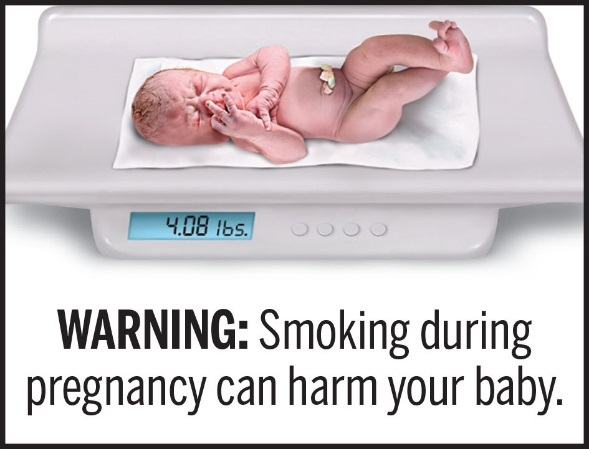 4.08 lbs.
WARNING: Smoking during
pregnancy can harm your baby.